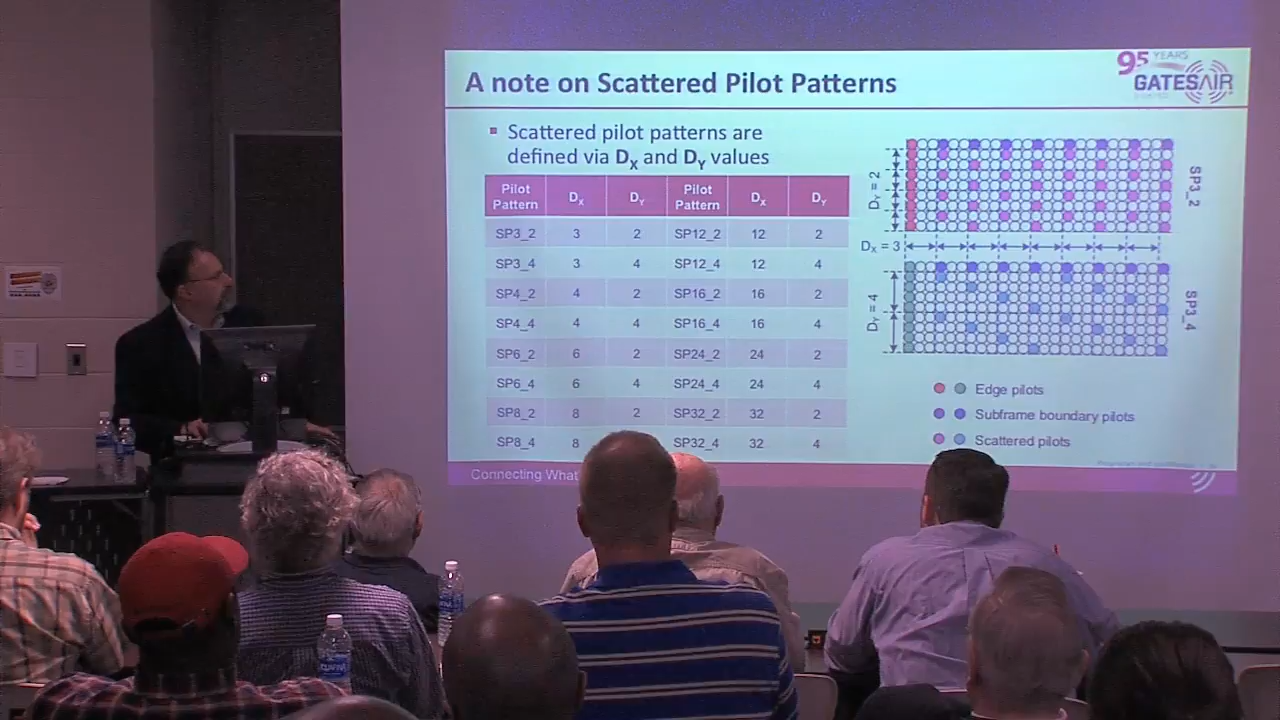 A note on Scattered Pilot Patterns
95 YEARS
GATESAIR
Scattered pilot patterns are
defined via DX and DY values
Pilot Pattern DX DY Pilot Pattern DX DY
SP3_2 3 2 SP12_2 12 2
SP3_4 3 4 SP12_4 12 4
SP4_2 4 2 SP16_2 16 2
SP4_4 4 4 SP16_4 16 4
SP6_2 6 2 SP24_2 24 2
SP6_4 6 4 SP24_4 24 4
SP8_2 8 2 SP32_2 32 2
SP8_4 8 4 SP32_4 32 4
DY = 2
SP3_2
DX = 3
DY = 4
SP3_4
Edge pilots
Subframe boundary pilots
Scattered pilots
Connecting What